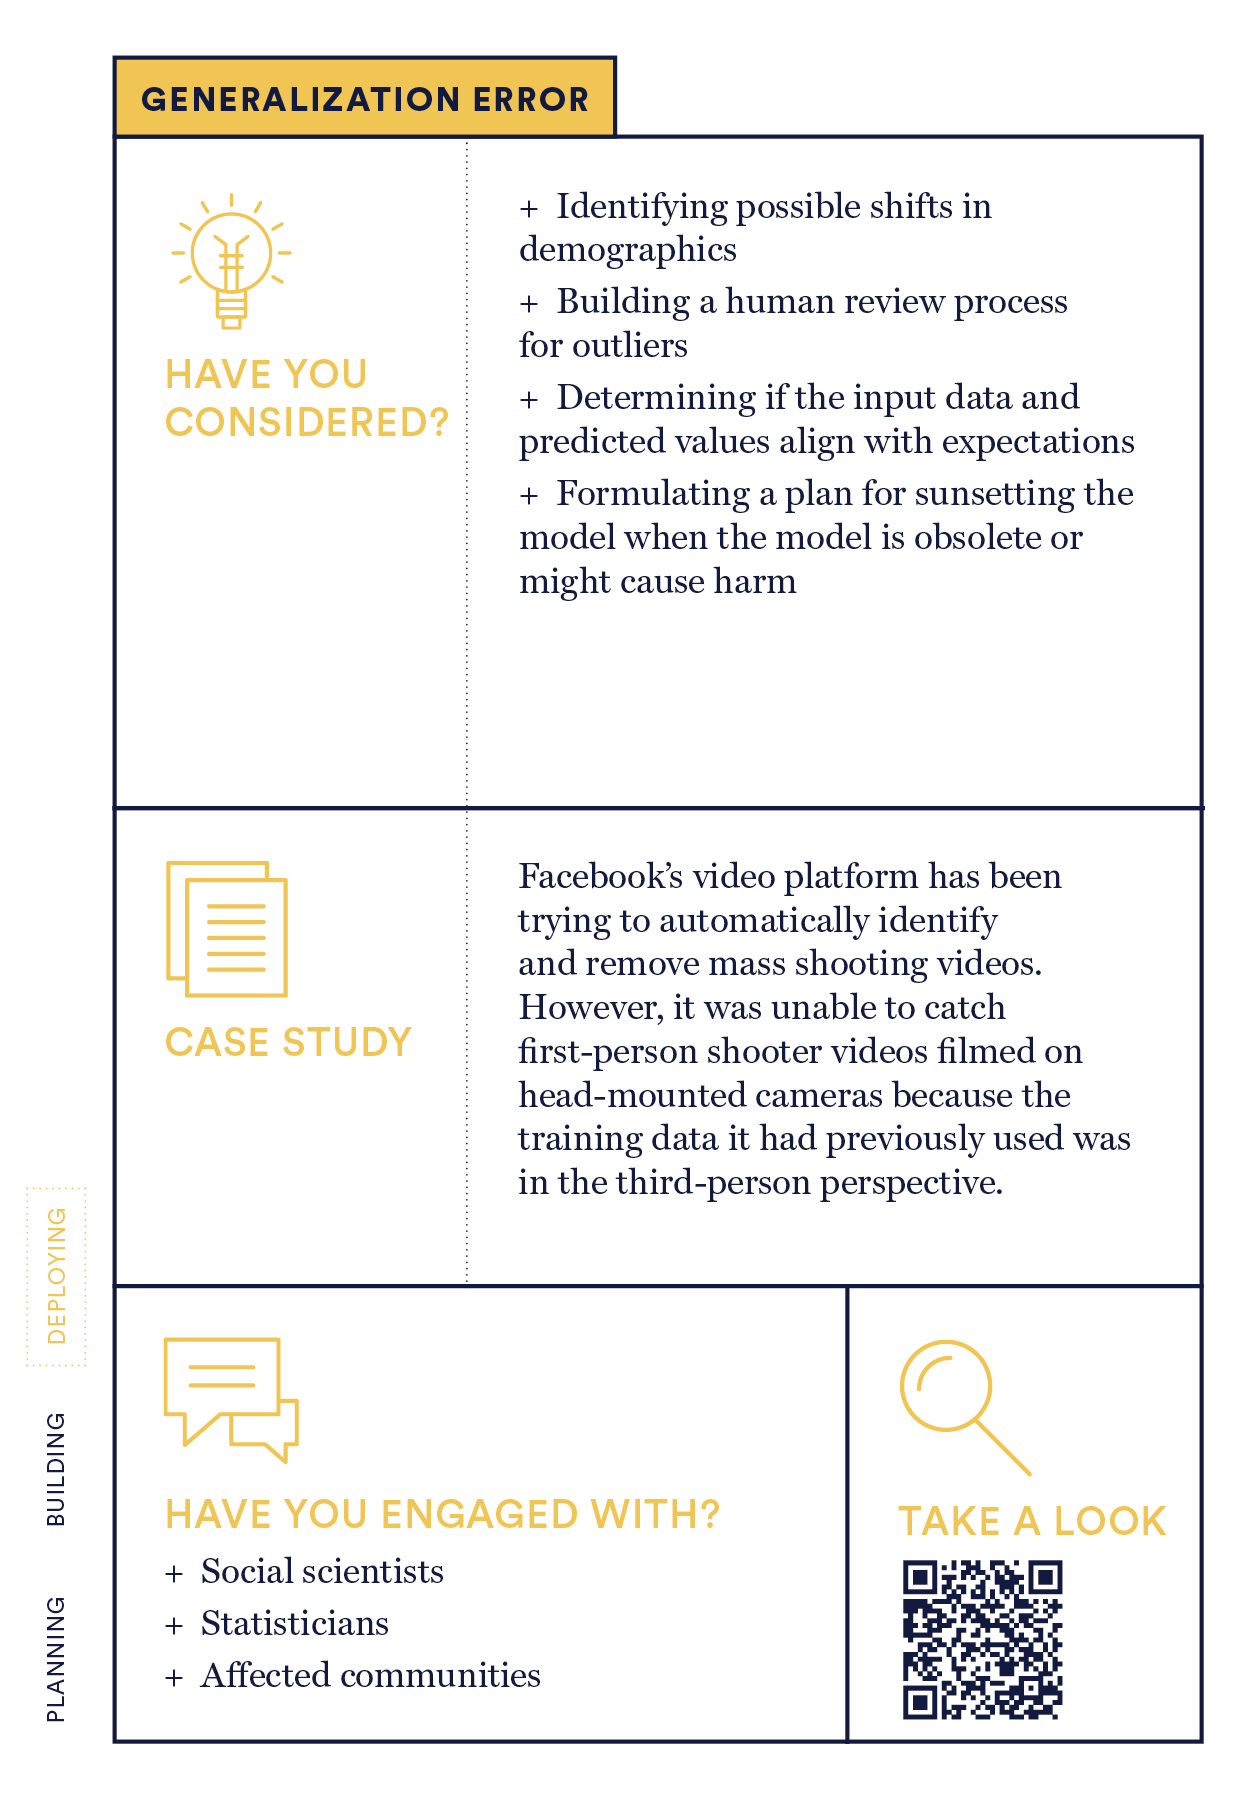 GENERALIZATION ERROR
HAVE YOU
CONSIDERED?
+ Identifying possible shifts in
demographics
+ Building a human review process
for outliers
+ Determining if the input data and
predicted values align with expectations
+ Formulating a plan for sunsetting the
model when the model is obsolete or
might cause harm
CASE STUDY
Facebook’s video platform has been
trying to automatically identify
and remove mass shooting videos.
However, it was unable to catch
first-person shooter videos filmed on
head-mounted cameras because the
training data it had previously used was
in the third-person perspective.
HAVE YOU ENGAGED WITH?
+ Social scientists
+ Statisticians
+ Affected communities
TAKE A LOOK
DEPLOYING
BUILDING
PLANNING